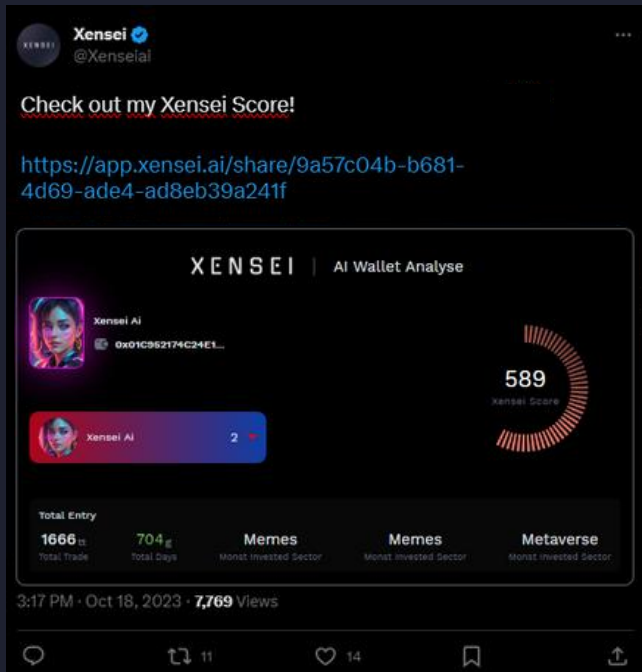 XENSEI
Xensei
@Xenseiai
Check out my Xensei Score!
https://app.xensei.ai/share/9a57c04b-b681-
4d69-ade4-ad8eb39a241f
XENSEI | AI Wallet Analyse
Xensei Ai
0x01C952174C24E1...
589
Xensei Score
Xensei Ai 2
Total Entry
1666 Memes Memes Metaverse
704g
Total Trade Total Days Monst Invested Sector Monst Invested Sector Monst Invested Sector
3:17 PM · Oct 18, 2023 · 7,769 Views
11 14